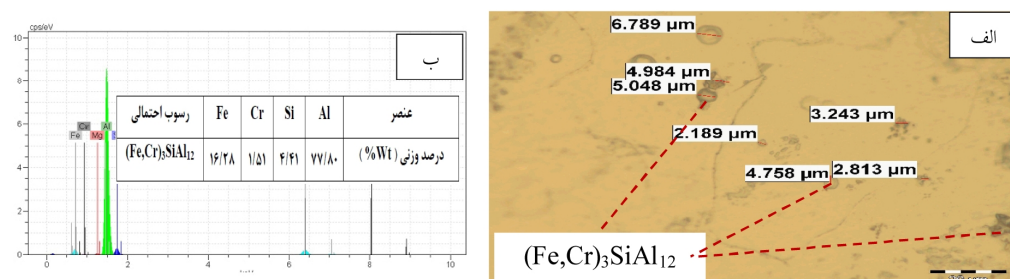 cps/eV
ب
10
8
6
4
2
0
Fe
Cr
Mg
Al
عنصر Al Si Cr Fe رسوب احتمالی
درصد وزنی (Wt%) ۷۷/۸۰ ۴/۴۱ ۱/۵۱ ۱۶/۲۸ (Fe,Cr)₃SiAl₁₂
0 2 4 6 8 10
الف
6.789 µm
4.984 µm
5.048 µm
3.243 µm
2.189 µm
4.758 µm
2.813 µm
(Fe,Cr)₃SiAl₁₂